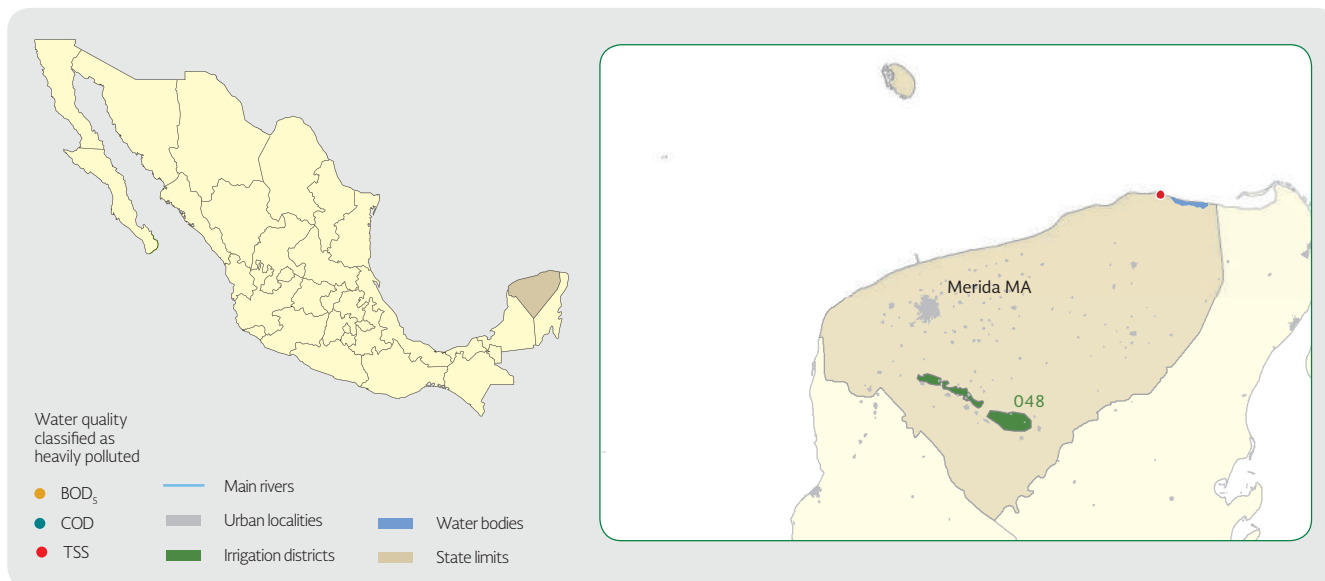 Merida MA
048
Water quality
classified as
heavily polluted
BOD₅
COD
TSS
Main rivers
Urban localities
Irrigation districts
Water bodies
State limits